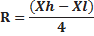 R = (Xh − Xl) / 4